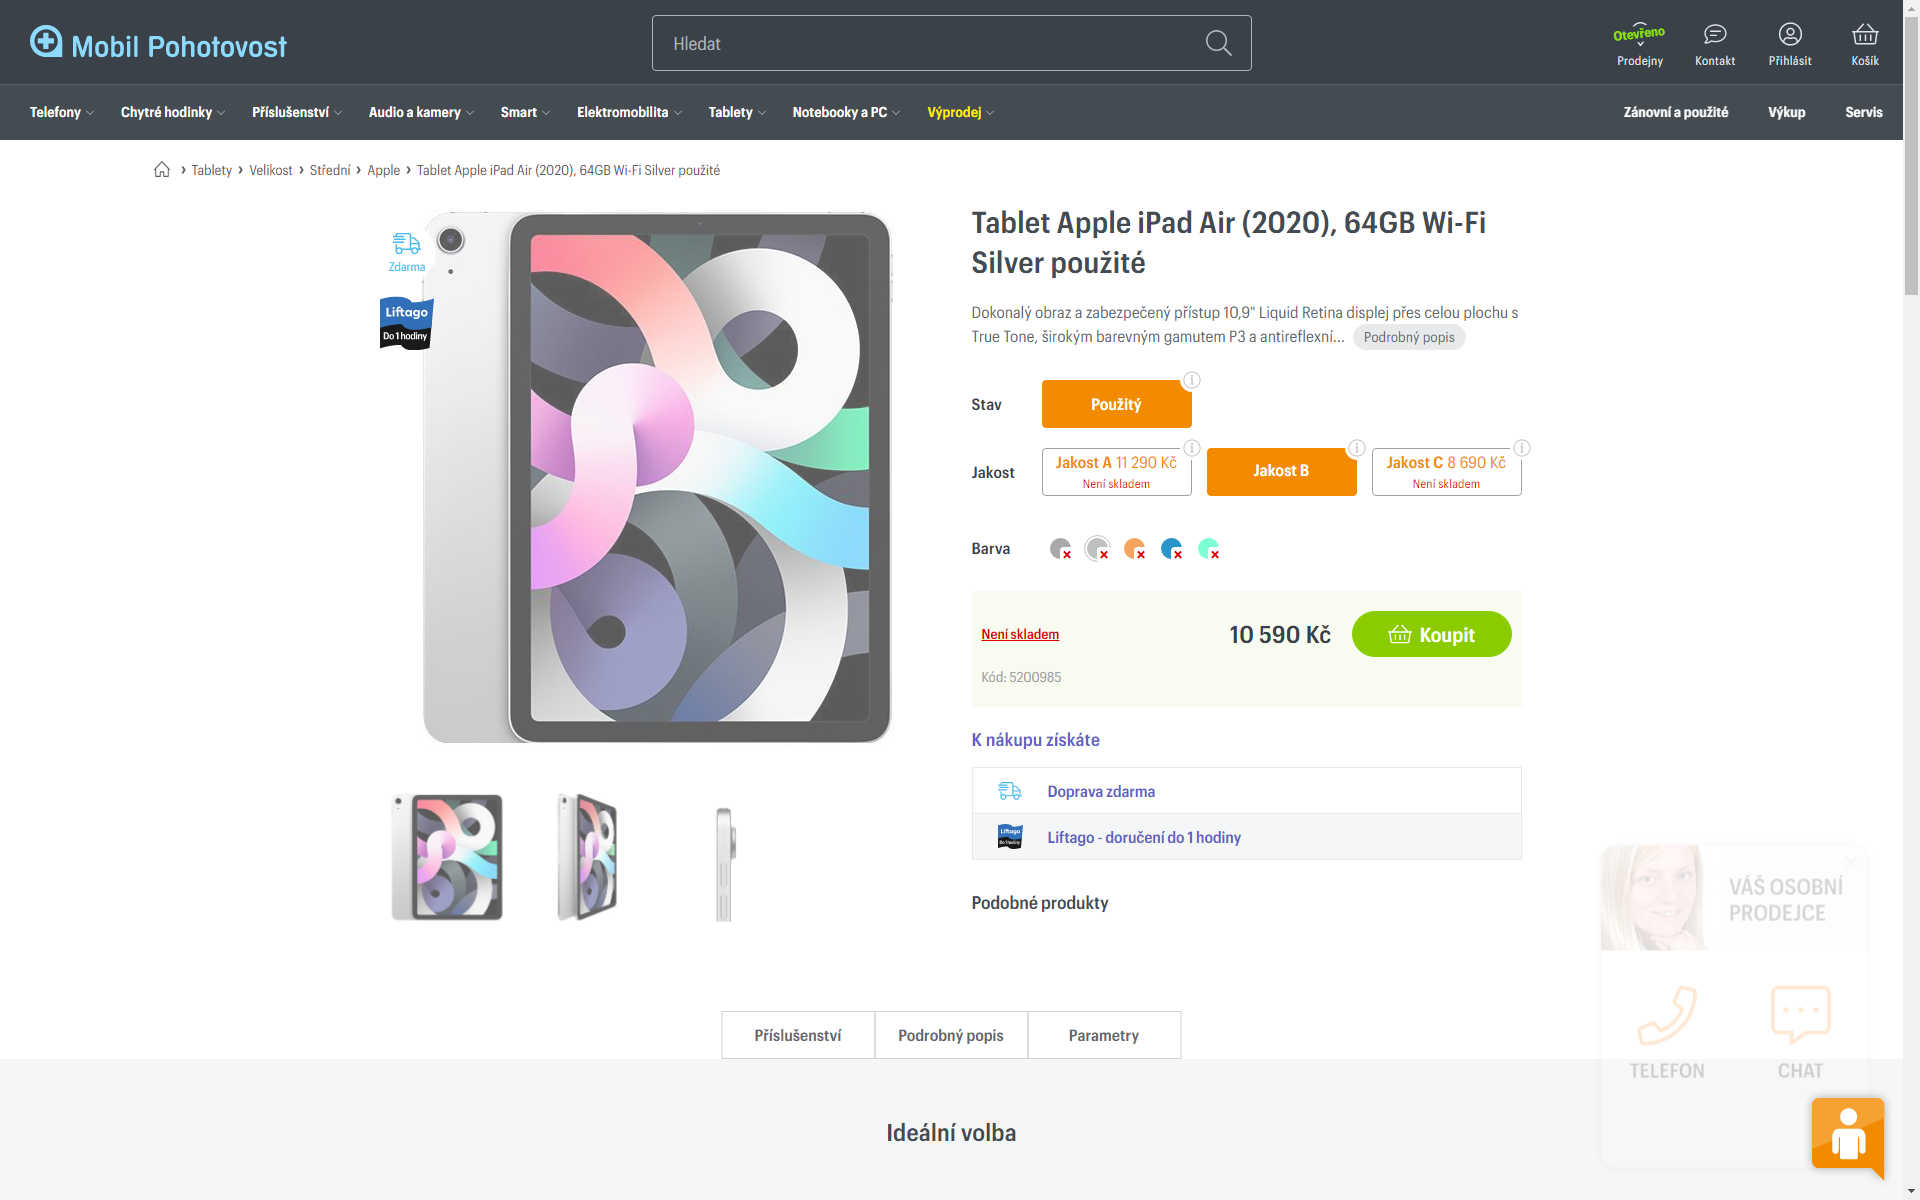 Mobil Pohotovost
Hledat
Otevřeno
Prodejny
Kontakt
Přihlásit
Košík
Telefony
Chytré hodinky
Příslušenství
Audio a kamery
Smart
Elektromobilita
Tablety
Notebooky a PC
Výprodej
Zánovní a použité
Výkup
Servis
› Tablety › Velikost › Střední › Apple › Tablet Apple iPad Air (2020), 64GB Wi-Fi Silver použité
Zdarma
Liftago
Do 1 hodiny
Tablet Apple iPad Air (2020), 64GB Wi-Fi
Silver použité
Dokonalý obraz a zabezpečený přístup 10,9" Liquid Retina displej přes celou plochu s
True Tone, širokým barevným gamutem P3 a antireflexní... Podrobný popis
Stav
Použitý
Jakost
Jakost A 11 290 Kč
Není skladem
Jakost B
Jakost C 8 690 Kč
Není skladem
Barva
Není skladem
10 590 Kč
Koupit
Kód: 5200985
K nákupu získáte
Doprava zdarma
Liftago
Do 1 hodiny
Liftago - doručení do 1 hodiny
Podobné produkty
VÁŠ OSOBNÍ
PRODEJCE
TELEFON
CHAT
Příslušenství
Podrobný popis
Parametry
Ideální volba